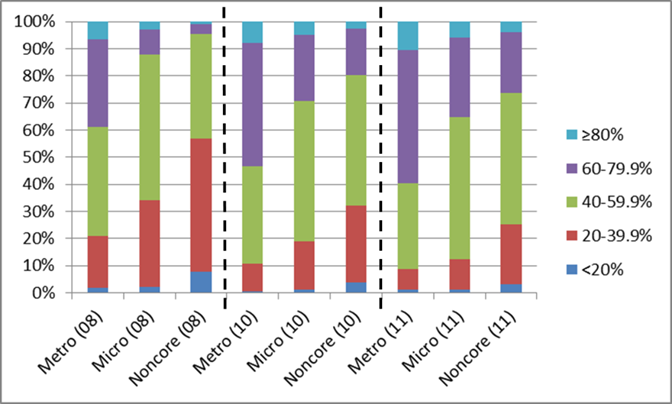 100%
90%
80%
70%
60%
50%
40%
30%
20%
10%
0%
Metro (08)
Micro (08)
Noncore (08)
Metro (10)
Micro (10)
Noncore (10)
Metro (11)
Micro (11)
Noncore (11)
≥80%
60-79.9%
40-59.9%
20-39.9%
<20%